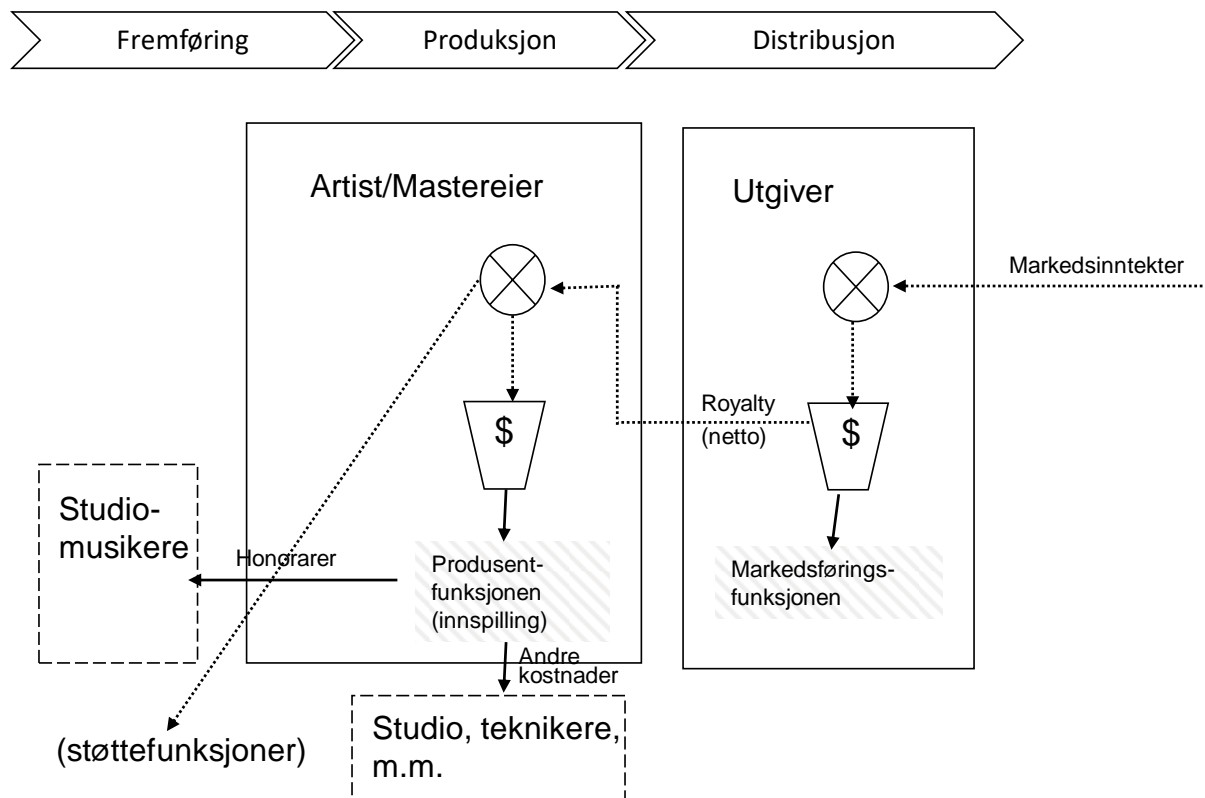 Fremføring
Produksjon
Distribusjon
Artist/Mastereier
Utgiver
Markedsinntekter
Royalty
(netto)
$
$
Studio-
musikere
Honorarer
Produsent-
funksjonen
(innspilling)
Markedsførings-
funksjonen
Andre
kostnader
(støttefunksjoner)
Studio, teknikere,
m.m.